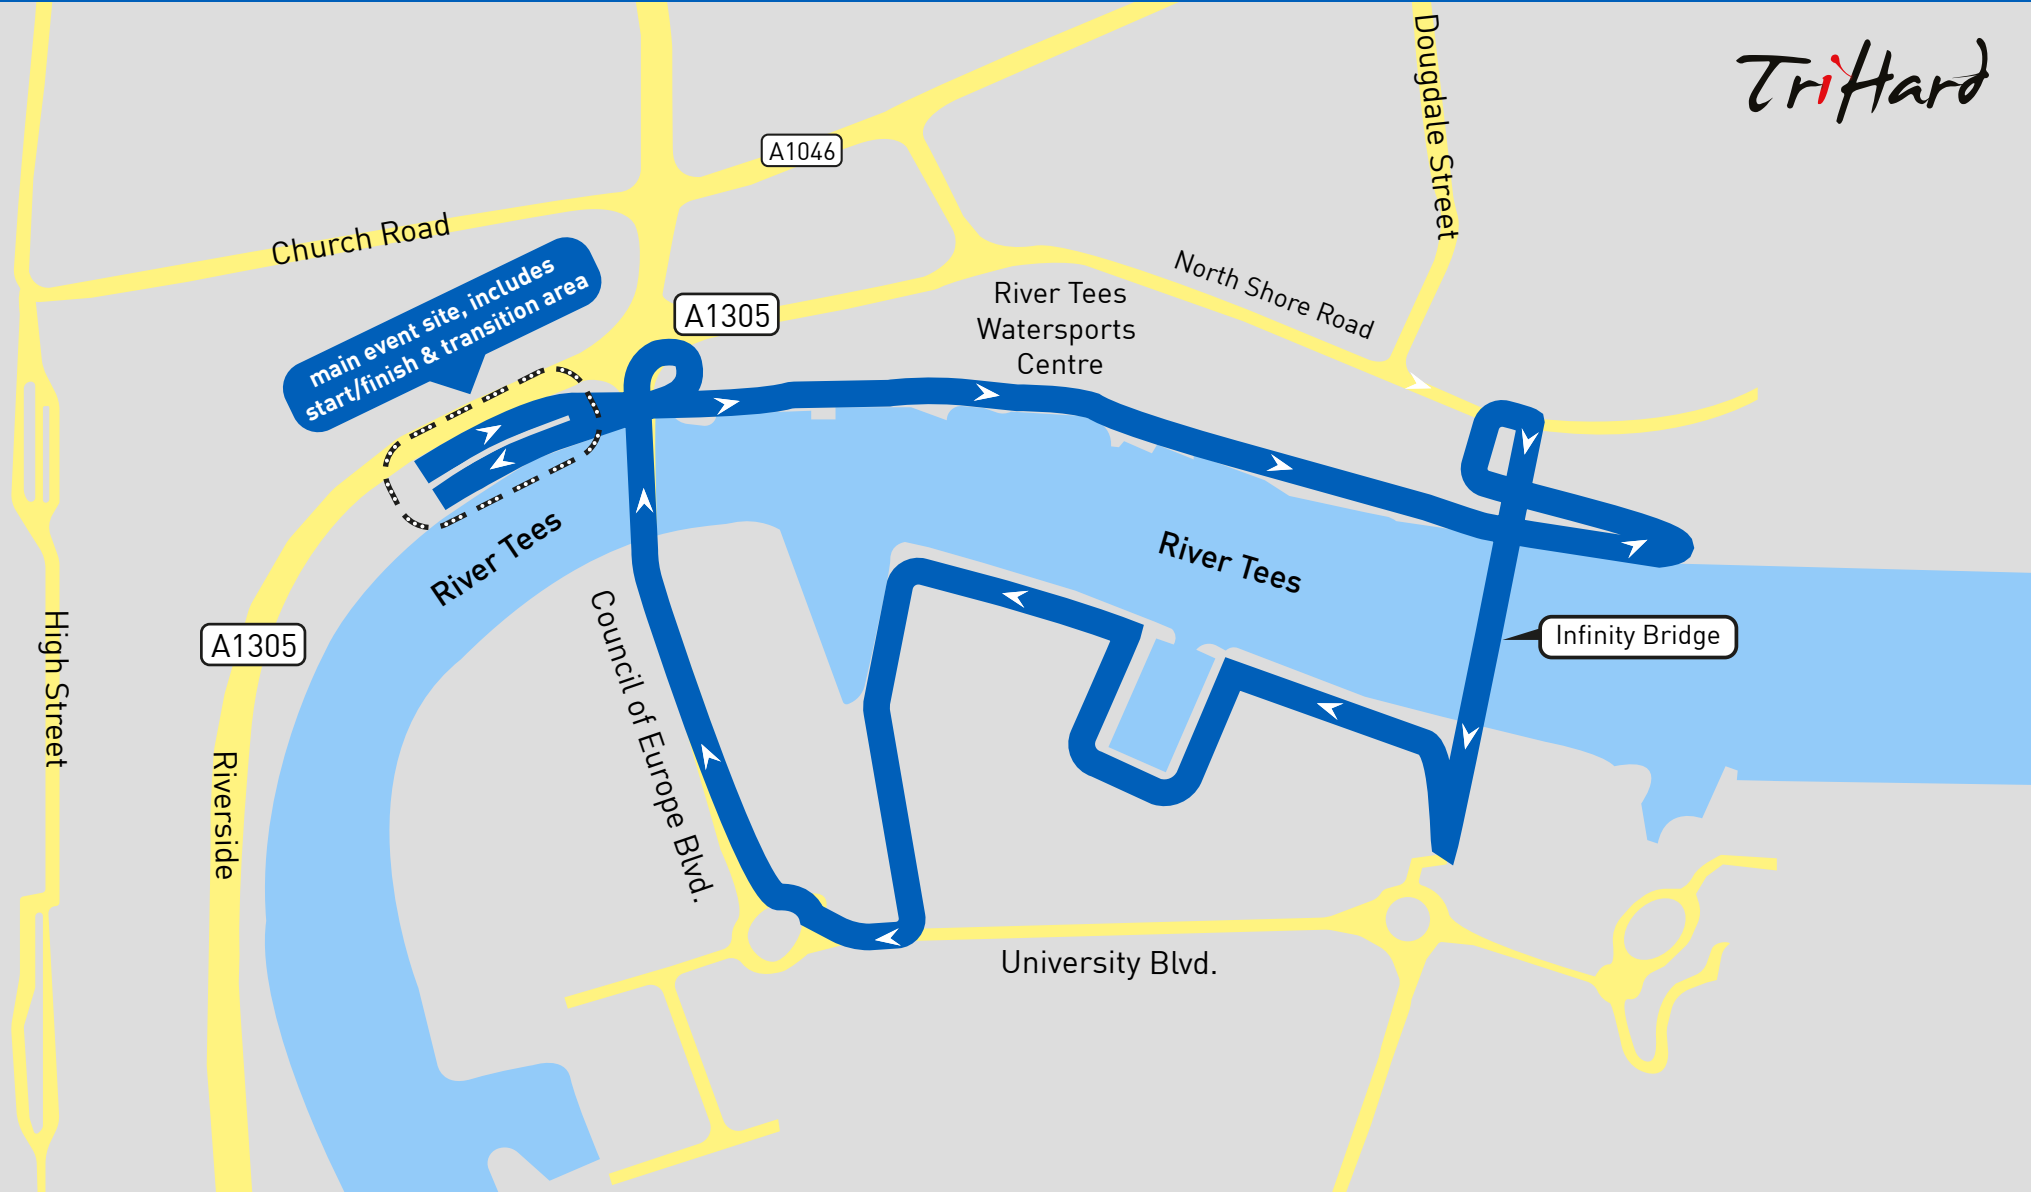 TriHard
Dougdale Street
A1046
Church Road
main event site, includes
start/finish & transition area
A1305
River Tees
Watersports
Centre
North Shore Road
River Tees
River Tees
Infinity Bridge
A1305
High Street
Council of Europe Blvd.
Riverside
University Blvd.